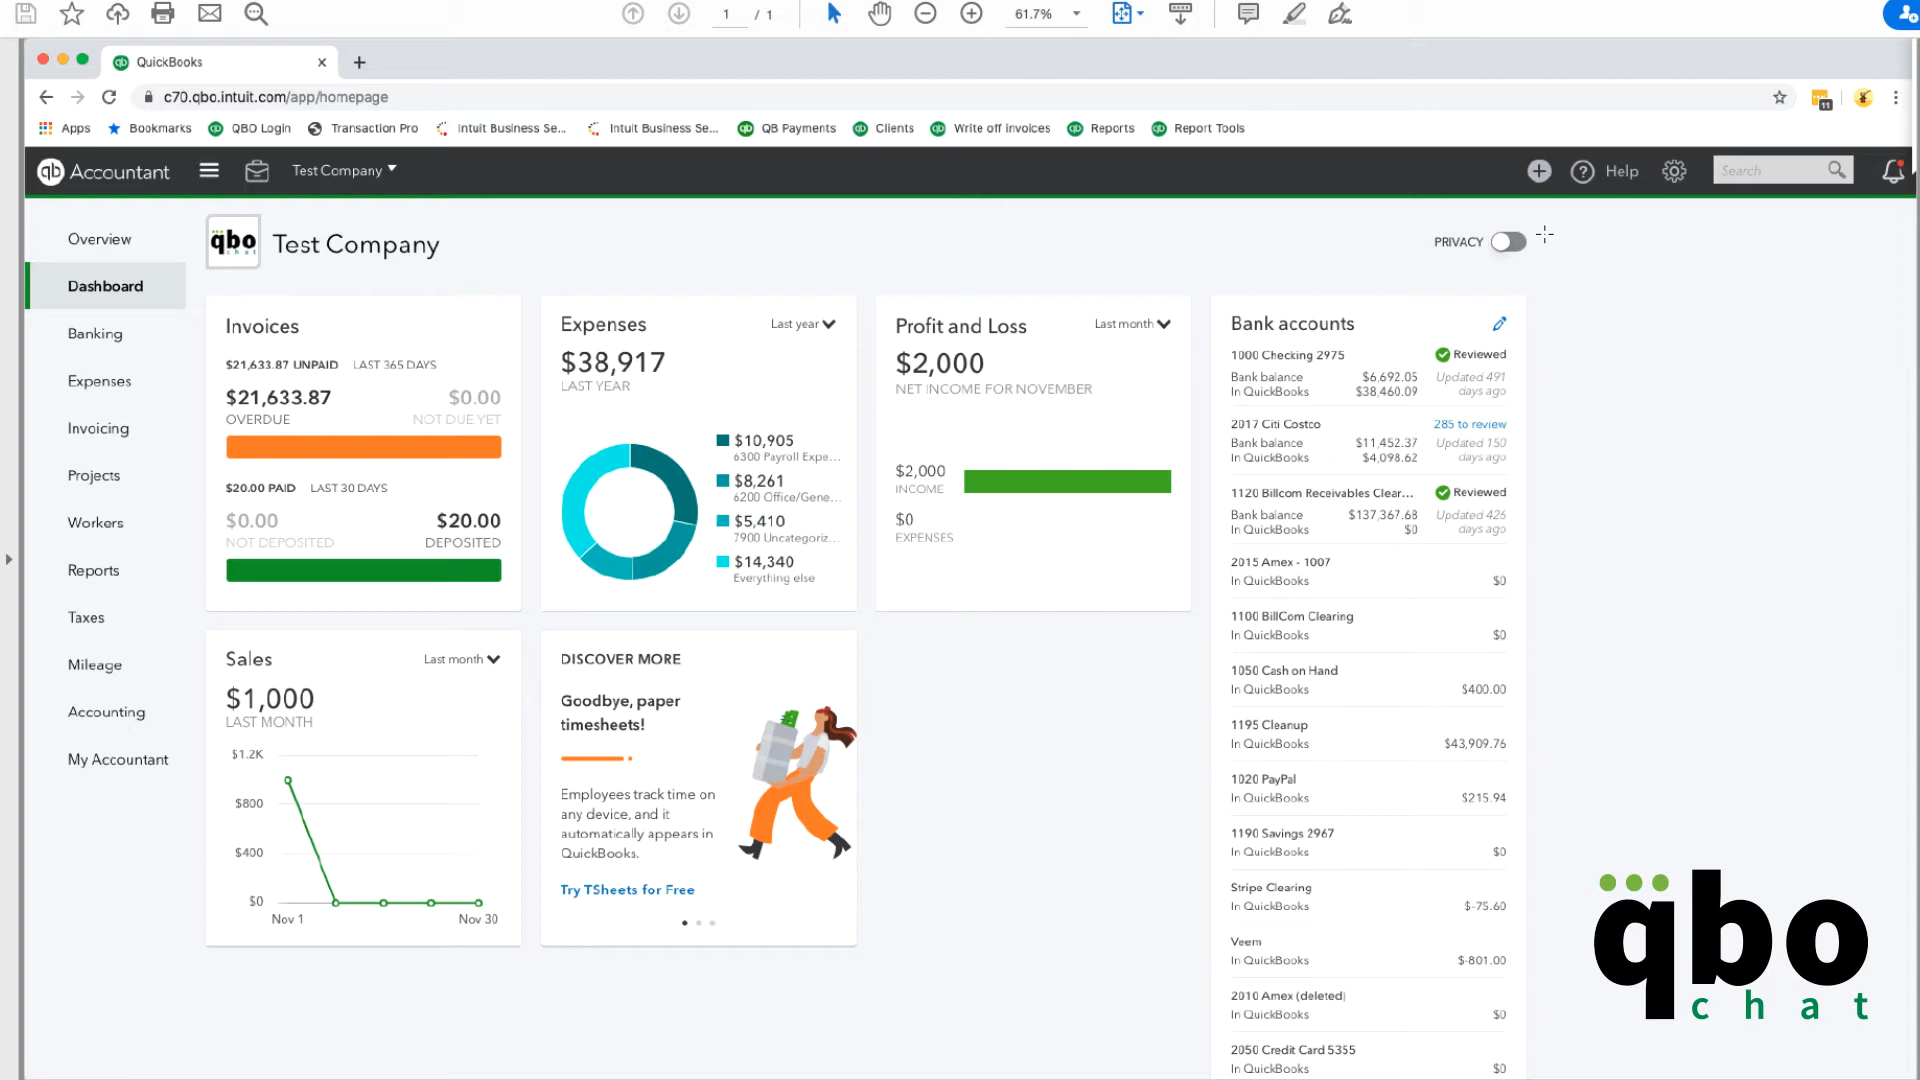 1 / 1
61.7%
QuickBooks
c70.qbo.intuit.com/app/homepage
11
Apps Bookmarks QBO Login Transaction Pro Intuit Business Se... Intuit Business Se... QB Payments Clients Write off invoices Reports Report Tools
qb Accountant
Test Company
Help
Search
Overview
Dashboard
Banking
Expenses
Invoicing
Projects
Workers
Reports
Taxes
Mileage
Accounting
My Accountant
qbo
chat
Test Company
PRIVACY
Invoices
$21,633.87 UNPAID LAST 365 DAYS
$21,633.87 $0.00
OVERDUE NOT DUE YET
$20.00 PAID LAST 30 DAYS
$0.00 $20.00
NOT DEPOSITED DEPOSITED
Expenses Last year
$38,917
LAST YEAR
$10,905
6300 Payroll Expe...
$8,261
6200 Office/Gene...
$5,410
7900 Uncategoriz...
$14,340
Everything else
Profit and Loss Last month
$2,000
NET INCOME FOR NOVEMBER
$2,000
INCOME
$0
EXPENSES
Bank accounts
1000 Checking 2975 Reviewed
Bank balance $6,692.05 Updated 491
In QuickBooks $38,460.09 days ago
2017 Citi Costco 285 to review
Bank balance $11,452.37 Updated 150
In QuickBooks $4,098.62 days ago
1120 Billcom Receivables Clear... Reviewed
Bank balance $137,367.68 Updated 426
In QuickBooks $0 days ago
2015 Amex - 1007
In QuickBooks $0
1100 BillCom Clearing
In QuickBooks $0
1050 Cash on Hand
In QuickBooks $400.00
1195 Cleanup
In QuickBooks $43,909.76
1020 PayPal
In QuickBooks $215.94
1190 Savings 2967
In QuickBooks $0
Stripe Clearing
In QuickBooks $-75.60
Veem
In QuickBooks $-801.00
2010 Amex (deleted)
In QuickBooks $0
2050 Credit Card 5355
In QuickBooks $0
Sales Last month
$1,000
LAST MONTH
$1.2K
$800
$400
$0
Nov 1 Nov 30
DISCOVER MORE
Goodbye, paper
timesheets!
Employees track time on
any device, and it
automatically appears in
QuickBooks.
Try TSheets for Free
qbo
chat